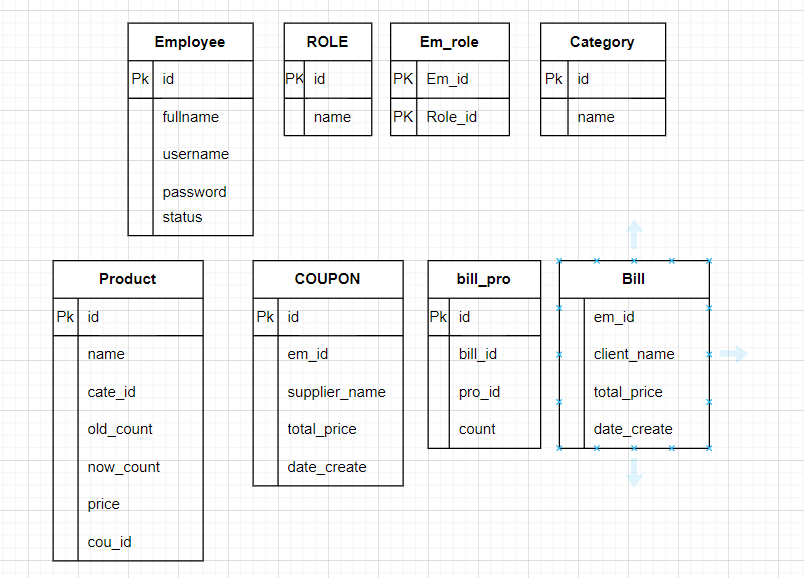 Employee
Pk id
fullname
username
password
status
ROLE
PK id
name
Em_role
PK Em_id
PK Role_id
Category
Pk id
name
Product
Pk id
name
cate_id
old_count
now_count
price
cou_id
COUPON
Pk id
em_id
supplier_name
total_price
date_create
bill_pro
Pk id
bill_id
pro_id
count
Bill
em_id
client_name
total_price
date_create